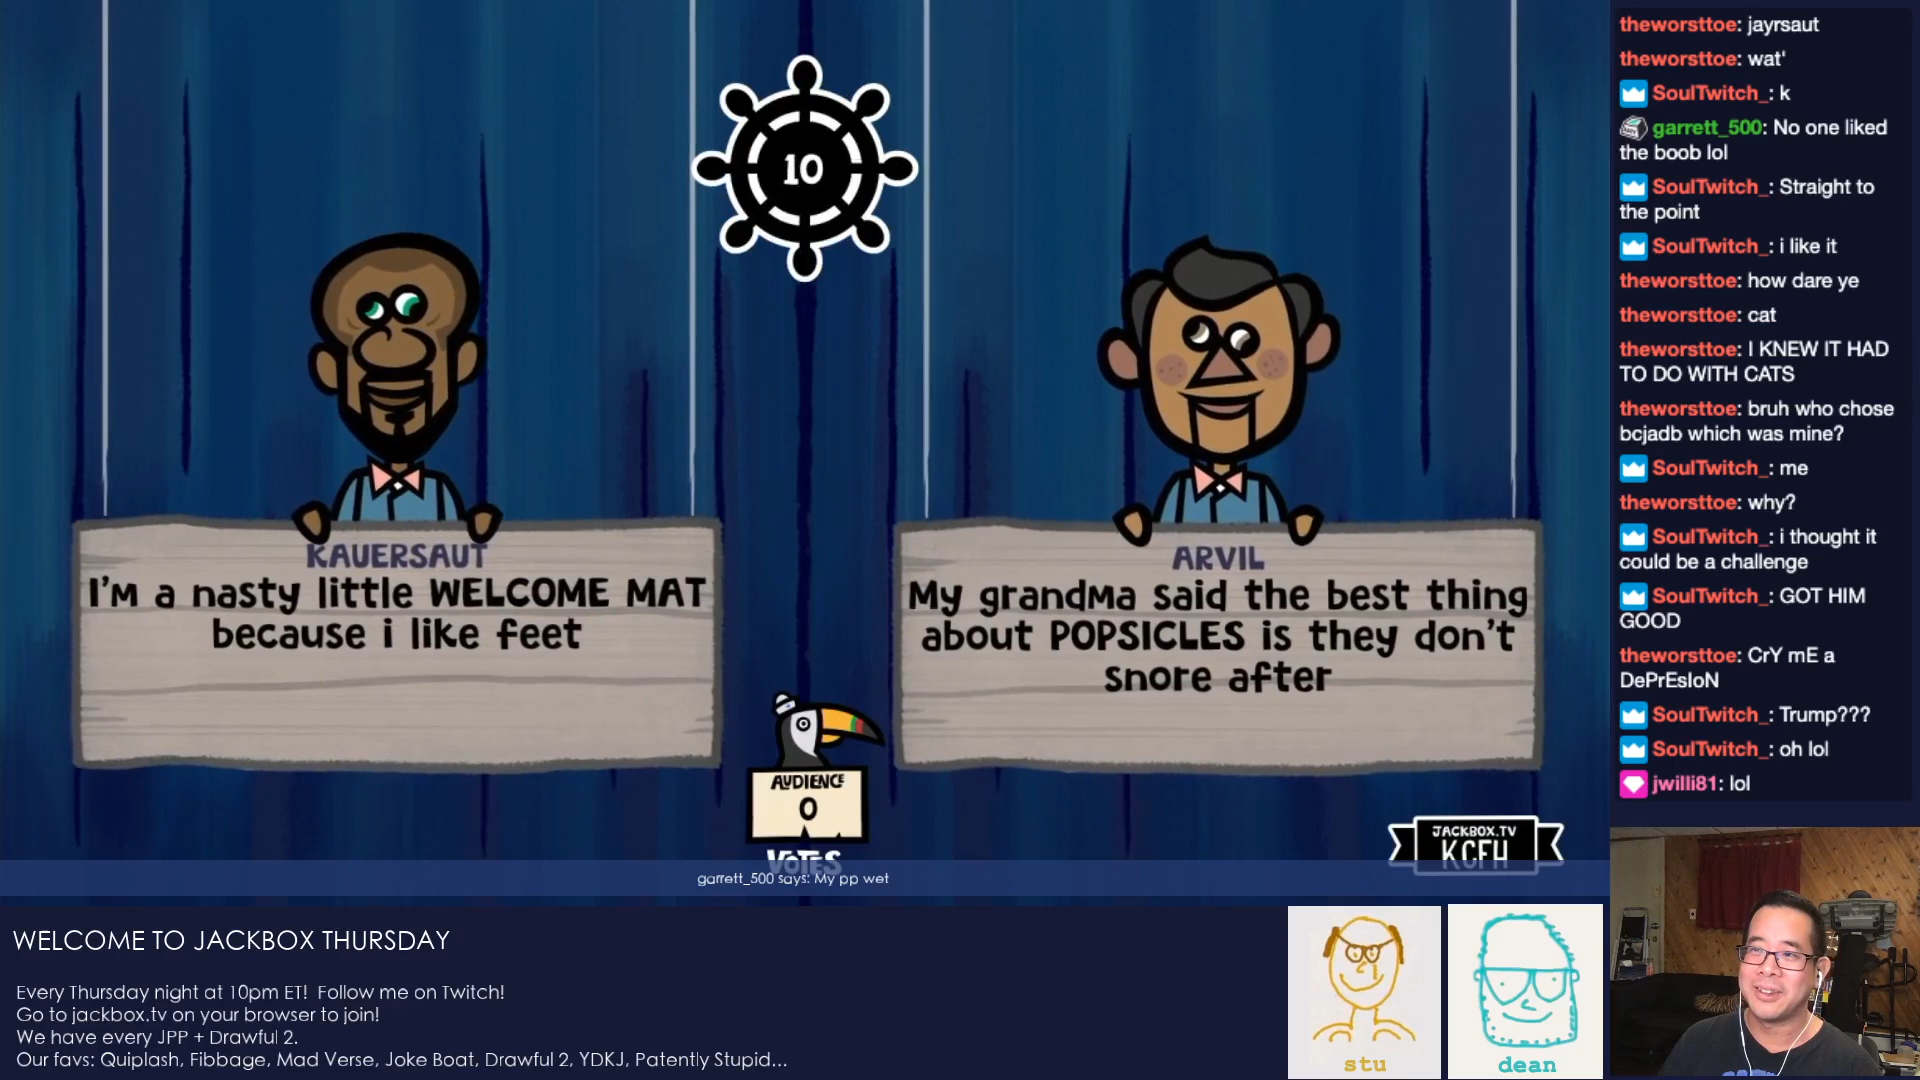 10
KAUERSAUT
I'M a nasty little WELCOME MAT
because i like feet
ARVIL
My grandma said the best thing
about POPSICLES is they don't
snore after
AUDIENCE
0
VOTES
JACKBOX.TV
KCFH
garrett_500 says: My pp wet
WELCOME TO JACKBOX THURSDAY
Every Thursday night at 10pm ET! Follow me on Twitch!
Go to jackbox.tv on your browser to join!
We have every JPP + Drawful 2.
Our favs: Quiplash, Fibbage, Mad Verse, Joke Boat, Drawful 2, YDKJ, Patently Stupid...
stu
dean
theworsttoe: jayrsaut
theworsttoe: wat'
SoulTwitch_: k
garrett_500: No one liked
the boob lol
SoulTwitch_: Straight to
the point
SoulTwitch_: i like it
theworsttoe: how dare ye
theworsttoe: cat
theworsttoe: I KNEW IT HAD
TO DO WITH CATS
theworsttoe: bruh who chose
bcjadb which was mine?
SoulTwitch_: me
theworsttoe: why?
SoulTwitch_: i thought it
could be a challenge
SoulTwitch_: GOT HIM
GOOD
theworsttoe: CrY mE a
DePrEsIoN
SoulTwitch_: Trump???
SoulTwitch_: oh lol
jwilli81: lol